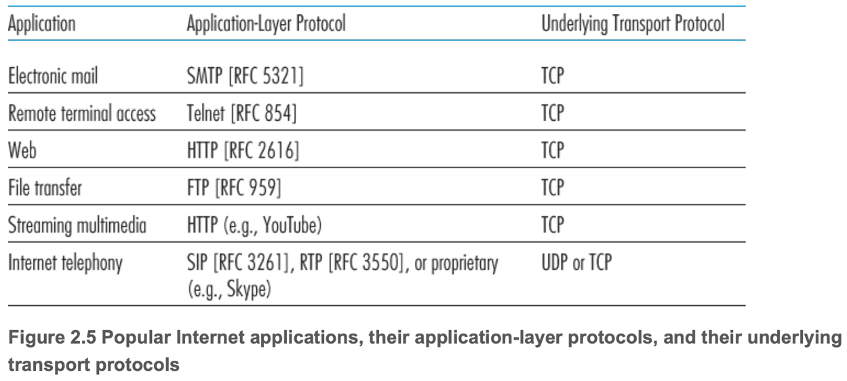 Application Application-Layer Protocol Underlying Transport Protocol
Electronic mail SMTP [RFC 5321] TCP
Remote terminal access Telnet [RFC 854] TCP
Web HTTP [RFC 2616] TCP
File transfer FTP [RFC 959] TCP
Streaming multimedia HTTP (e.g., YouTube) TCP
Internet telephony SIP [RFC 3261], RTP [RFC 3550], or proprietary UDP or TCP
(e.g., Skype)
Figure 2.5 Popular Internet applications, their application-layer protocols, and their underlying
transport protocols